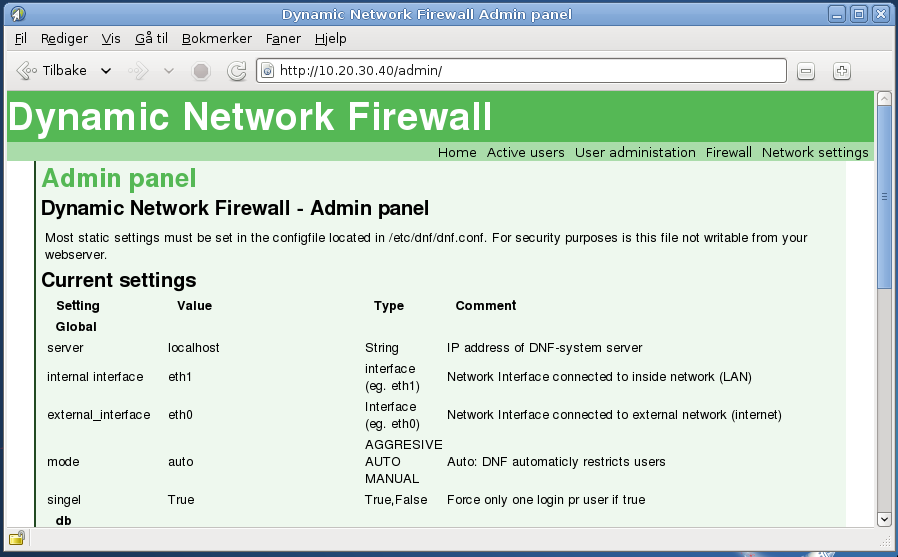 Dynamic Network Firewall Admin panel
Fil Rediger Vis Gå til Bokmerker Faner Hjelp
Tilbake http://10.20.30.40/admin/
Dynamic Network Firewall
Home Active users User administation Firewall Network settings
Admin panel
Dynamic Network Firewall - Admin panel
Most static settings must be set in the configfile located in /etc/dnf/dnf.conf. For security purposes is this file not writable from your
webserver.
Current settings
Setting Value Type Comment
Global
server localhost String IP address of DNF-system server
internal interface eth1 interface (eg. eth1) Network Interface connected to inside network (LAN)
external_interface eth0 Interface (eg. eth0) Network Interface connected to external network (internet)
mode auto AGGRESIVE AUTO MANUAL Auto: DNF automaticly restricts users
singel True True,False Force only one login pr user if true
db